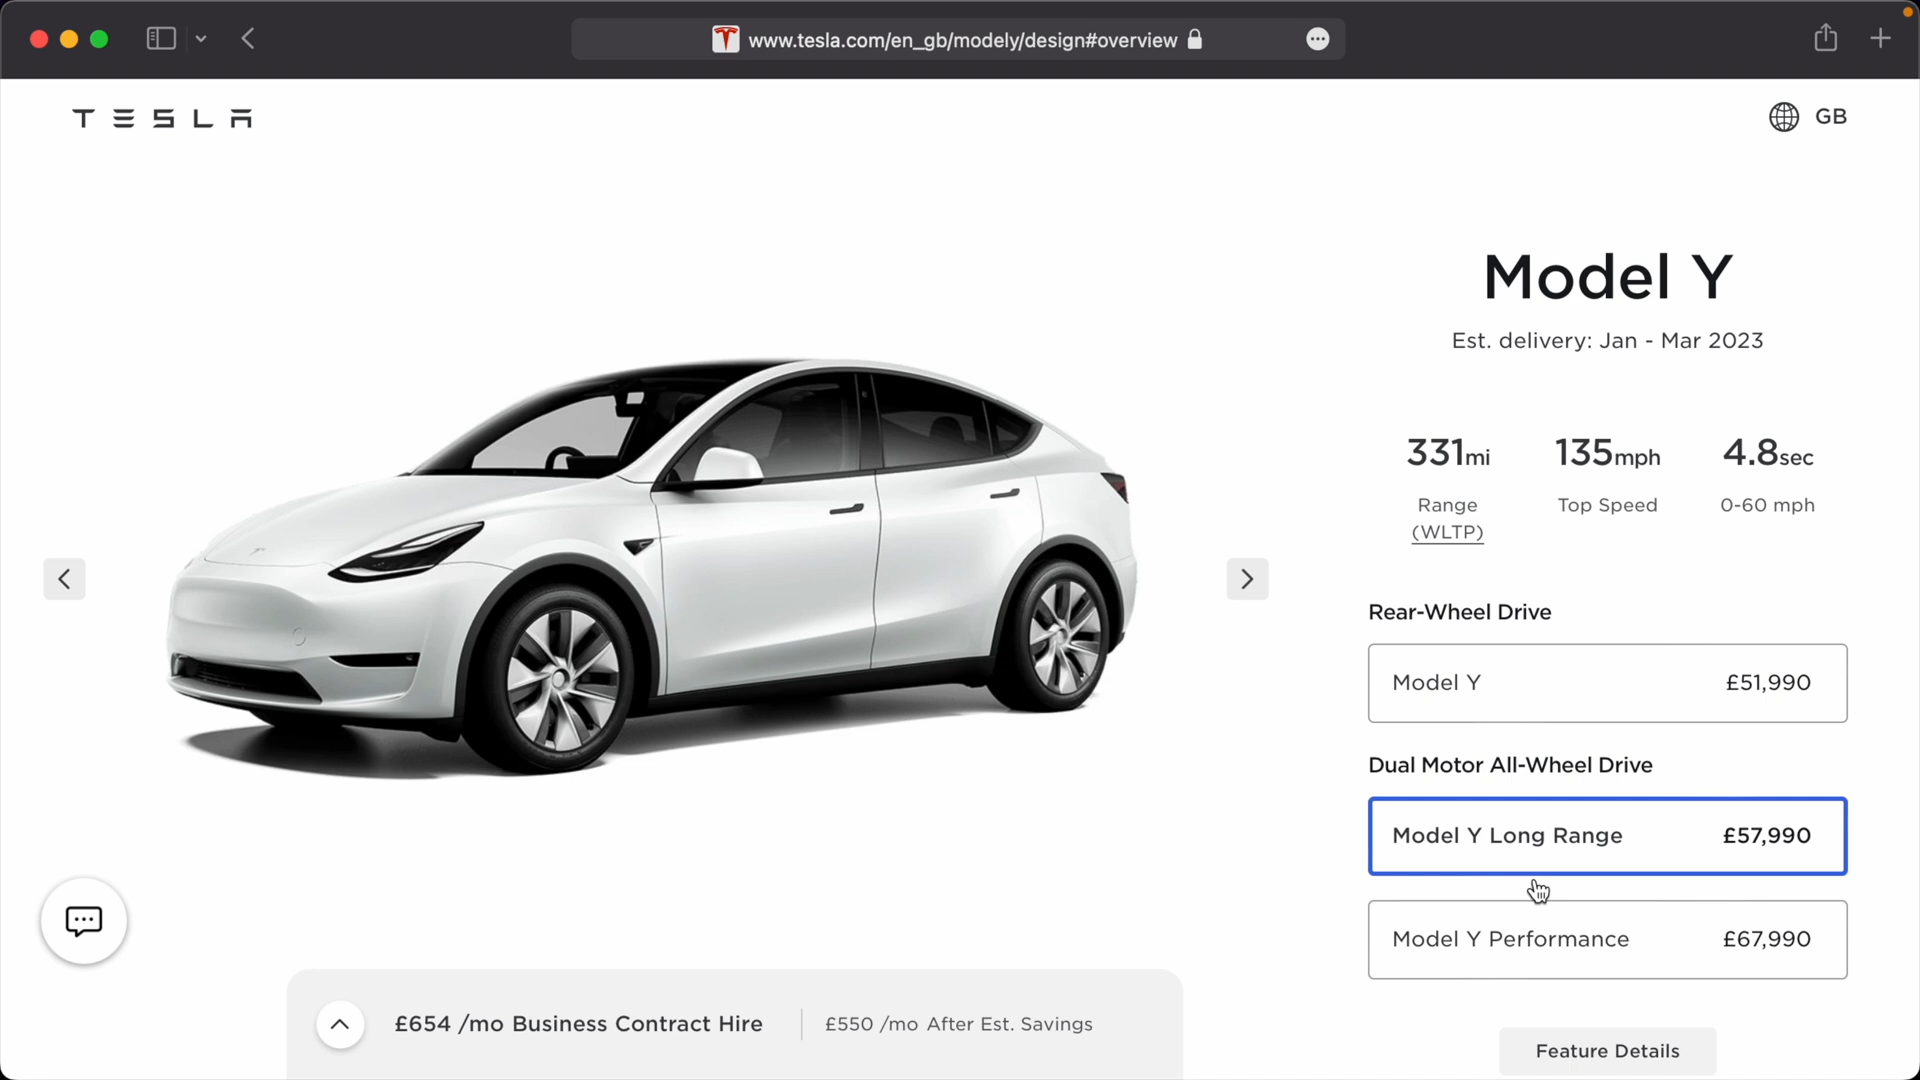 www.tesla.com/en_gb/modely/design#overview
TESLA
GB
Model Y
Est. delivery: Jan - Mar 2023
331mi 135mph 4.8sec
Range Top Speed 0-60 mph
(WLTP)
Rear-Wheel Drive
Model Y £51,990
Dual Motor All-Wheel Drive
Model Y Long Range £57,990
Model Y Performance £67,990
£654 /mo Business Contract Hire £550 /mo After Est. Savings
Feature Details